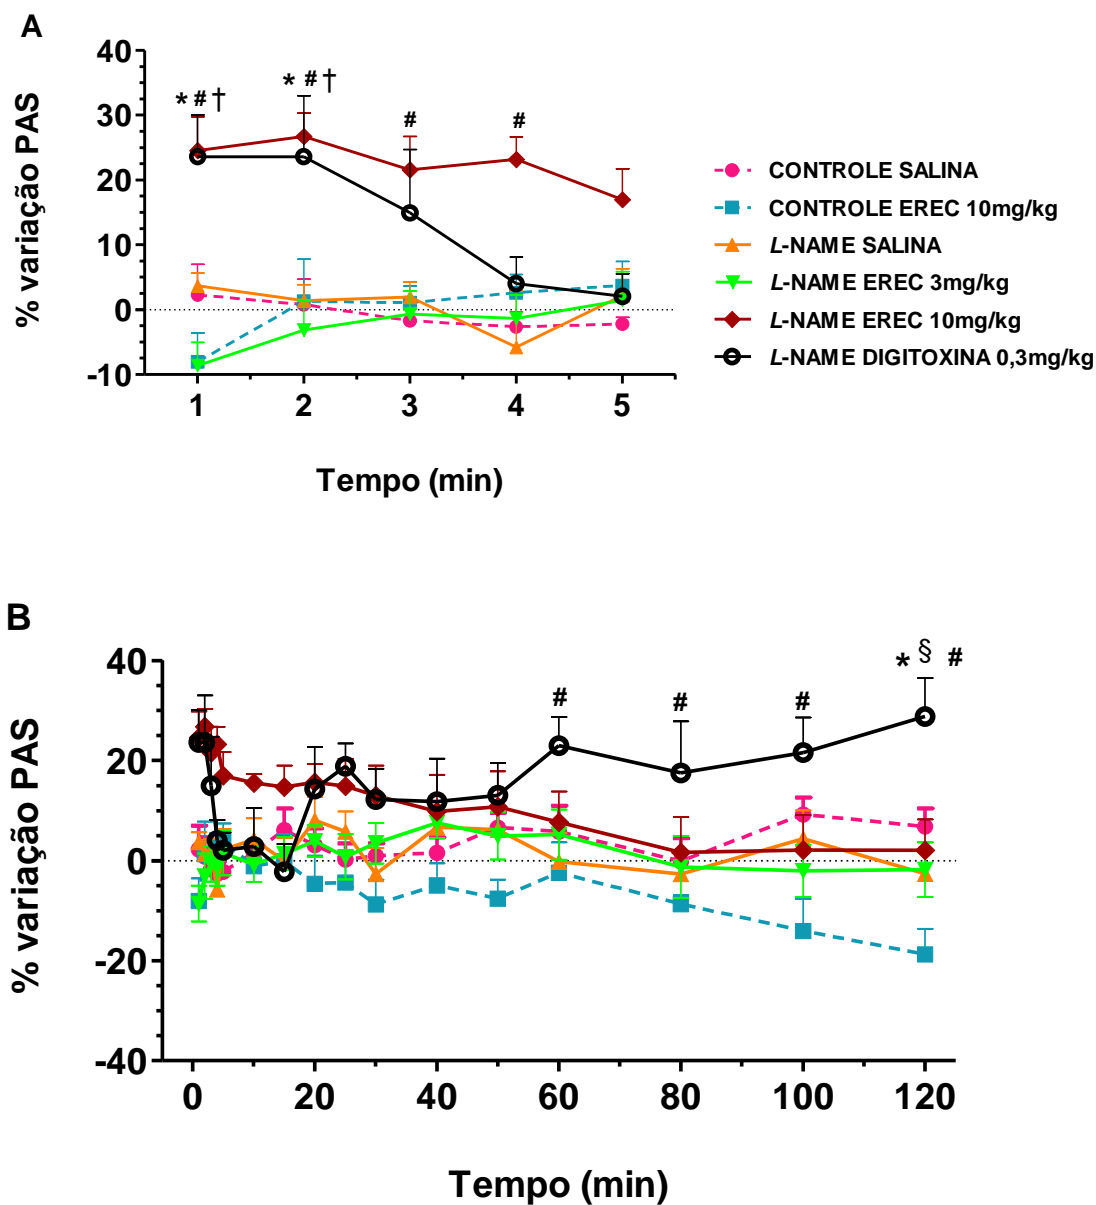 A
% variação PAS
40
30
20
10
0
-10
* # †
* # †
#
#
1 2 3 4 5
Tempo (min)
CONTROLE SALINA
CONTROLE EREC 10mg/kg
L-NAME SALINA
L-NAME EREC 3mg/kg
L-NAME EREC 10mg/kg
L-NAME DIGITOXINA 0,3mg/kg
B
% variação PAS
40
20
0
-20
-40
#
#
#
* § #
0 20 40 60 80 100 120
Tempo (min)